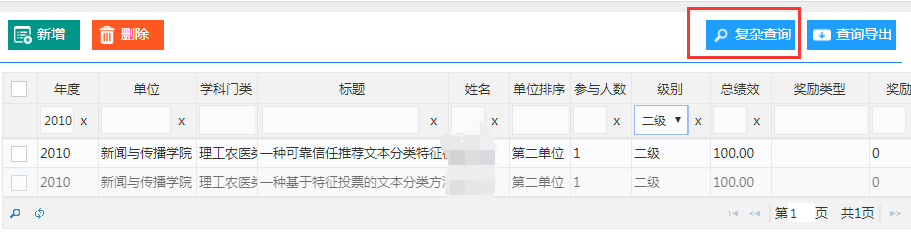 新增 删除 复杂查询 查询导出
年度 单位 学科门类 标题 姓名 单位排序 参与人数 级别 总绩效 奖励类型 奖励
2010 x x x x 二级 x x
2010 新闻与传播学院 理工农医类 一种可靠信任推荐文本分类特征 第二单位 1 二级 100.00 0
2010 新闻与传播学院 理工农医类 一种基于特征投票的文本分类方 第二单位 1 二级 100.00 0
第 1 页 共1页